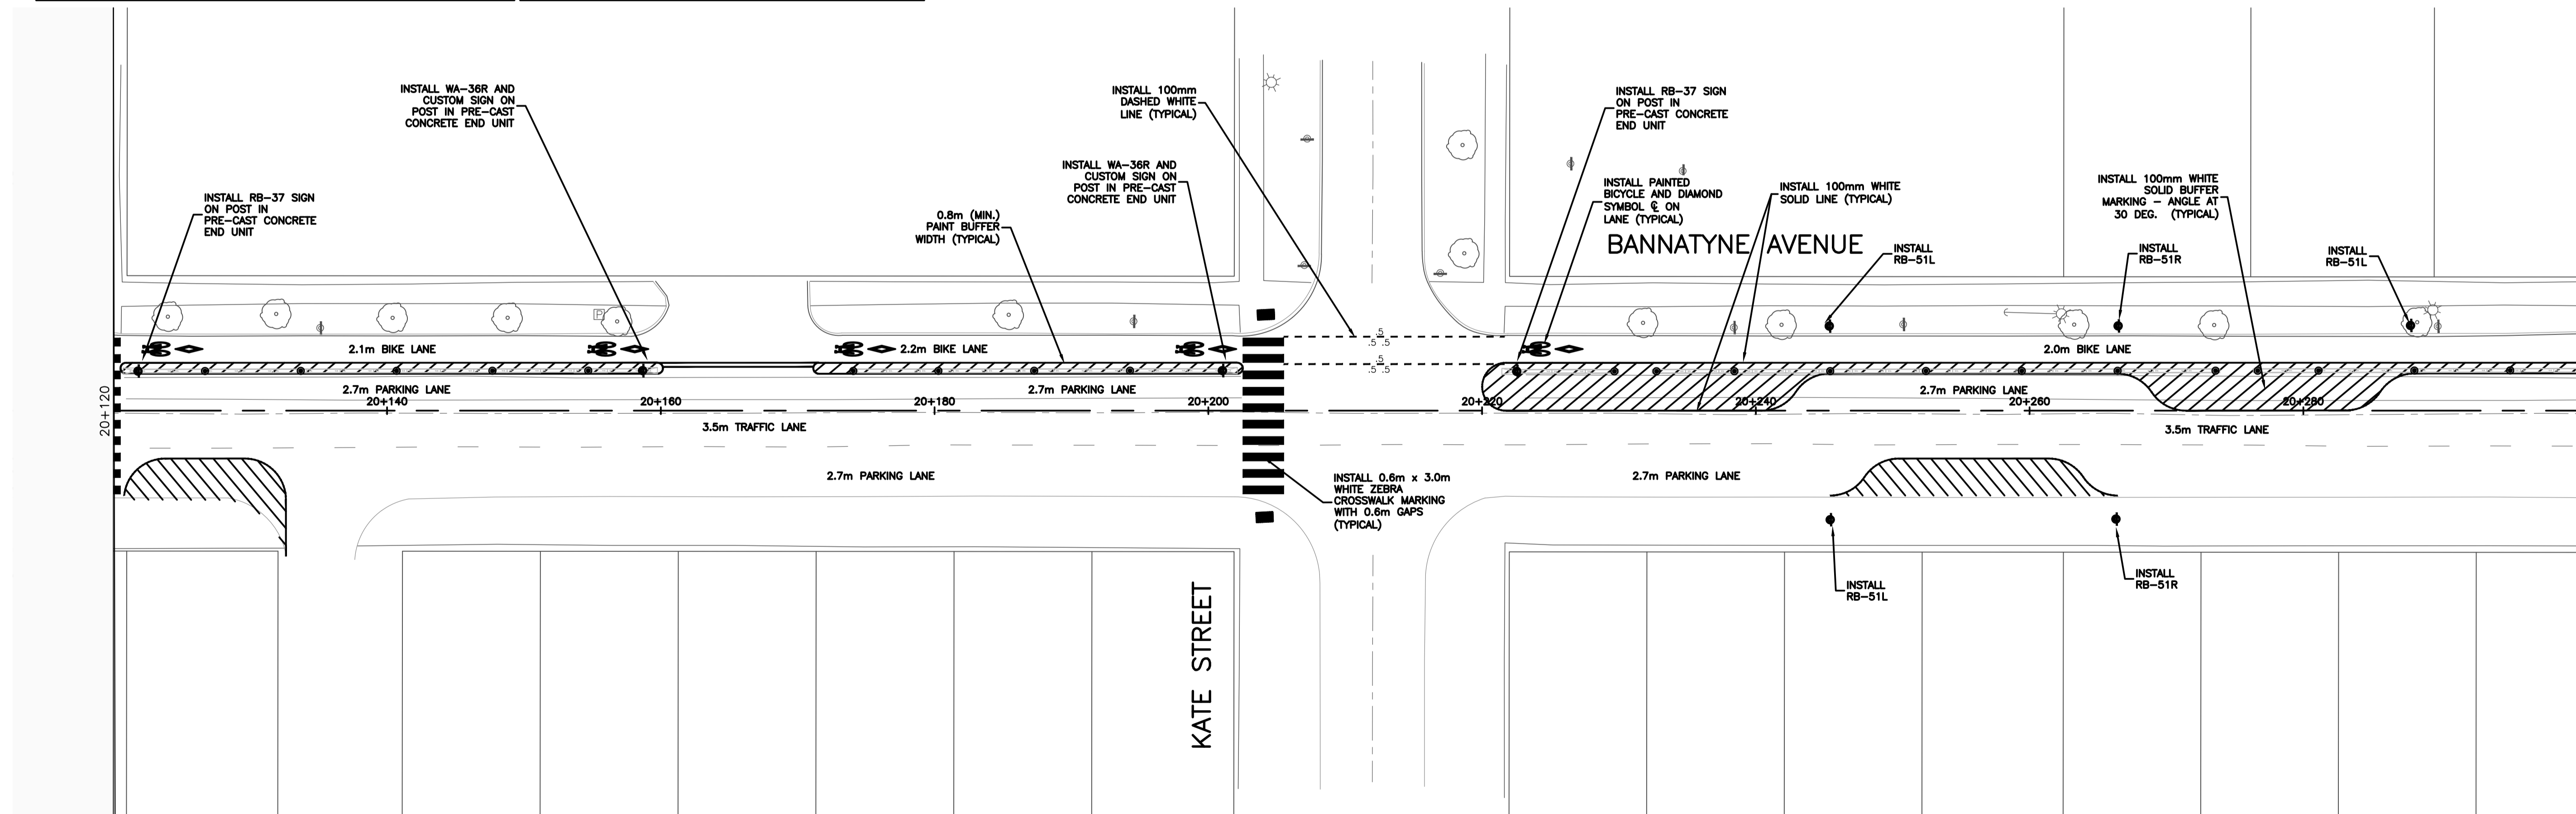 INSTALL WA-36R AND
CUSTOM SIGN ON
POST IN PRE-CAST
CONCRETE END UNIT
INSTALL 100mm
DASHED WHITE
LINE (TYPICAL)
INSTALL RB-37 SIGN
ON POST IN
PRE-CAST CONCRETE
END UNIT
INSTALL WA-36R AND
CUSTOM SIGN ON
POST IN PRE-CAST
CONCRETE END UNIT
INSTALL PAINTED
BICYCLE AND DIAMOND
SYMBOL ℄ ON
LANE (TYPICAL)
INSTALL 100mm WHITE
SOLID LINE (TYPICAL)
INSTALL 100mm WHITE
SOLID BUFFER
MARKING - ANGLE AT
30 DEG. (TYPICAL)
INSTALL RB-37 SIGN
ON POST IN
PRE-CAST CONCRETE
END UNIT
0.8m (MIN.)
PAINT BUFFER
WIDTH (TYPICAL)
BANNATYNE AVENUE
INSTALL
RB-51L
INSTALL
RB-51R
INSTALL
RB-51L
P
.5
.5 .5
.5
.5 .5
2.1m BIKE LANE
2.2m BIKE LANE
2.0m BIKE LANE
2.7m PARKING LANE
2.7m PARKING LANE
2.7m PARKING LANE
20+120
20+140
20+160
20+180
20+200
20+220
20+240
20+260
20+280
3.5m TRAFFIC LANE
3.5m TRAFFIC LANE
2.7m PARKING LANE
2.7m PARKING LANE
INSTALL 0.6m x 3.0m
WHITE ZEBRA
CROSSWALK MARKING
WITH 0.6m GAPS
(TYPICAL)
INSTALL
RB-51L
INSTALL
RB-51R
KATE STREET